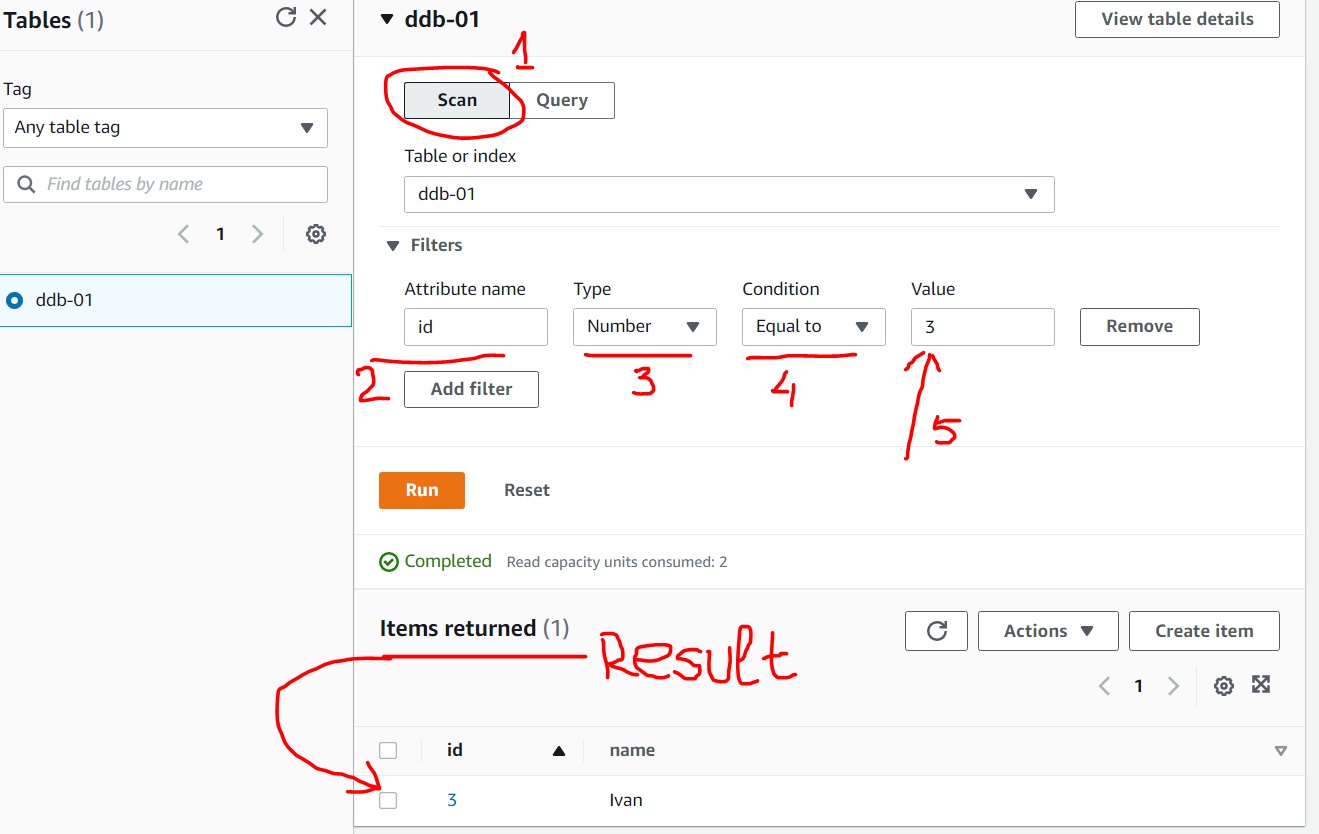 Tables (1)
Tag
Any table tag
Find tables by name
1
ddb-01
ddb-01
View table details
1
Scan
Query
Table or index
ddb-01
Filters
Attribute name Type Condition Value
id Number Equal to 3 Remove
2 3 4 5
Add filter
Run Reset
Completed Read capacity units consumed: 2
Items returned (1)
Result
Actions Create item
1
id name
3 Ivan